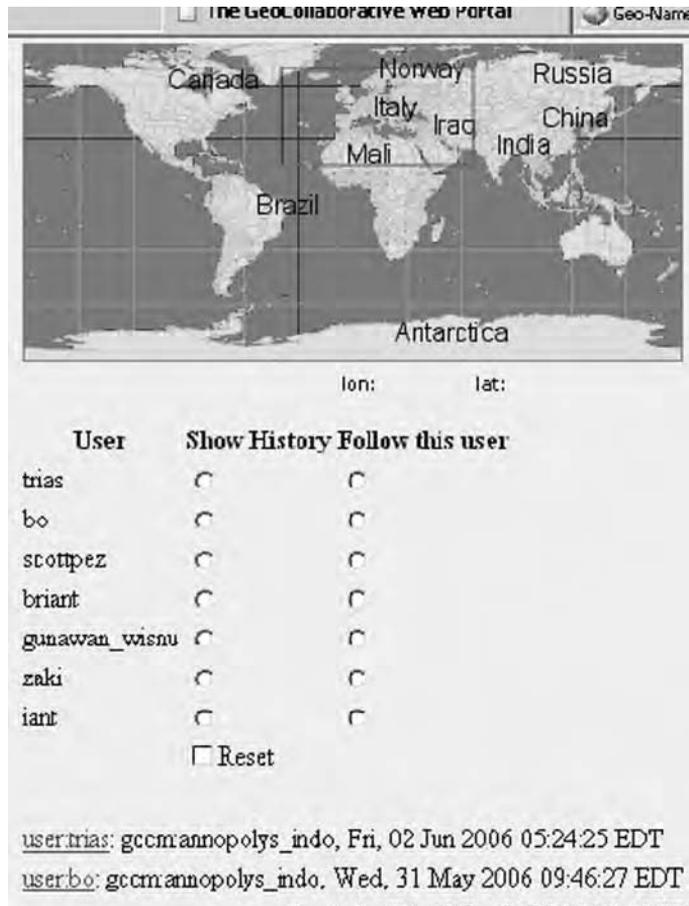 The GeoCollaborative Web Portal
Geo-Name
Canada
Norway
Russia
Italy
Iraq
China
Mali
India
Brazil
Antarctica
lon: lat:
User Show History Follow this user
trias
bo
scottpez
briant
gunawan_wisnu
zaki
iant
Reset
user:trias: gccm:annopolys_indo, Fri, 02 Jun 2006 05:24:25 EDT
user:bo: gccm:annopolys_indo, Wed, 31 May 2006 09:46:27 EDT